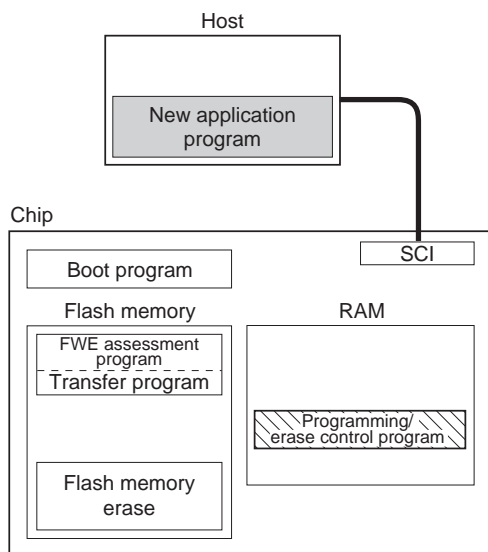 Host
New application
program
Chip
SCI
Boot program
Flash memory
RAM
FWE assessment
program
Transfer program
Programming/
erase control program
Flash memory
erase